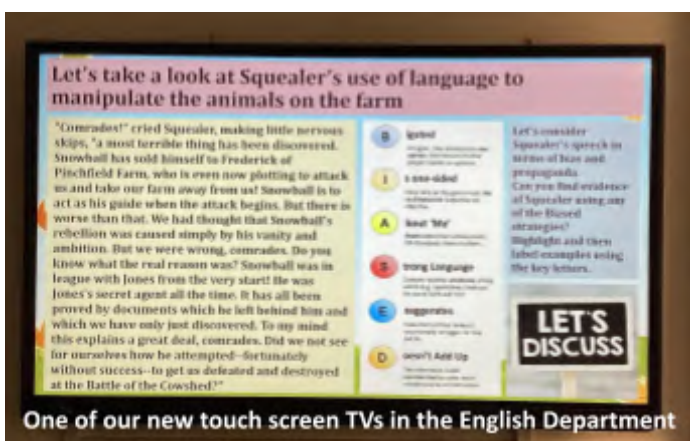 Let's take a look at Squealer's use of language to
manipulate the animals on the farm
"Comrades!" cried Squealer, making little nervous
skips, "a most terrible thing has been discovered.
Snowball has sold himself to Frederick of
Pinchfield Farm, who is even now plotting to attack
us and take our farm away from us! Snowball is to
act as his guide when the attack begins. But there is
worse than that. We had thought that Snowball's
rebellion was caused simply by his vanity and
ambition. But we were wrong, comrades. Do you
know what the real reason was? Snowball was in
league with Jones from the very start! He was
Jones's secret agent all the time. It has all been
proved by documents which he left behind him and
which we have only just discovered. To my mind
this explains a great deal, comrades. Did we not see
for ourselves how he attempted--fortunately
without success--to get us defeated and destroyed
at the Battle of the Cowshed?"
B igoted
I s one-sided
A bout 'Me'
S trong Language
E xaggerates
D oesn't Add Up
Let's consider
Squealer's speech in
terms of bias and
propaganda.
Can you find evidence
of Squealer using any
of the Biased
strategies?
Highlight and then
label examples using
the key letters.
LET'S
DISCUSS
One of our new touch screen TVs in the English Department